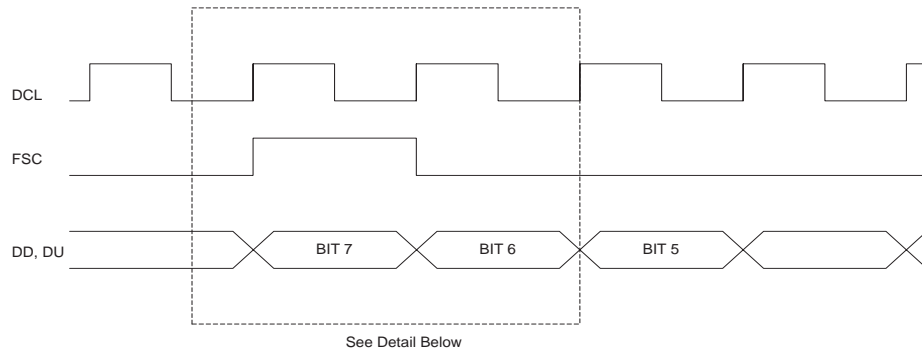 DCL
FSC
DD, DU
BIT 7
BIT 6
BIT 5
See Detail Below